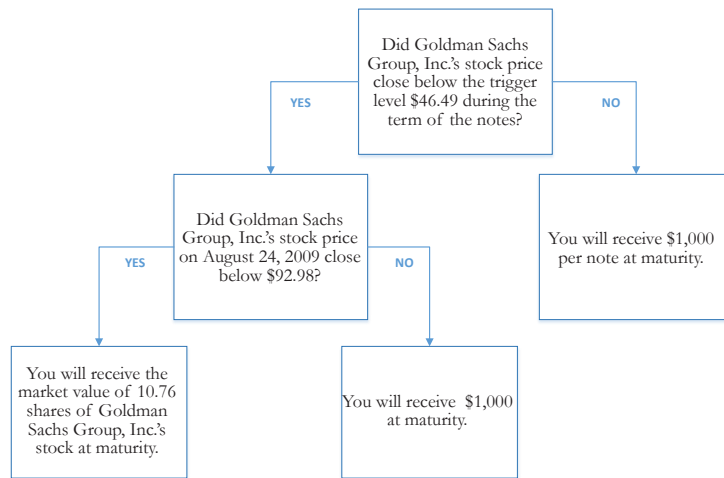 Did Goldman Sachs
Group, Inc.'s stock price
close below the trigger
level $46.49 during the
term of the notes?
YES
NO
Did Goldman Sachs
Group, Inc.'s stock price
on August 24, 2009 close
below $92.98?
You will receive $1,000
per note at maturity.
YES
NO
You will receive the
market value of 10.76
shares of Goldman
Sachs Group, Inc.'s
stock at maturity.
You will receive $1,000
at maturity.